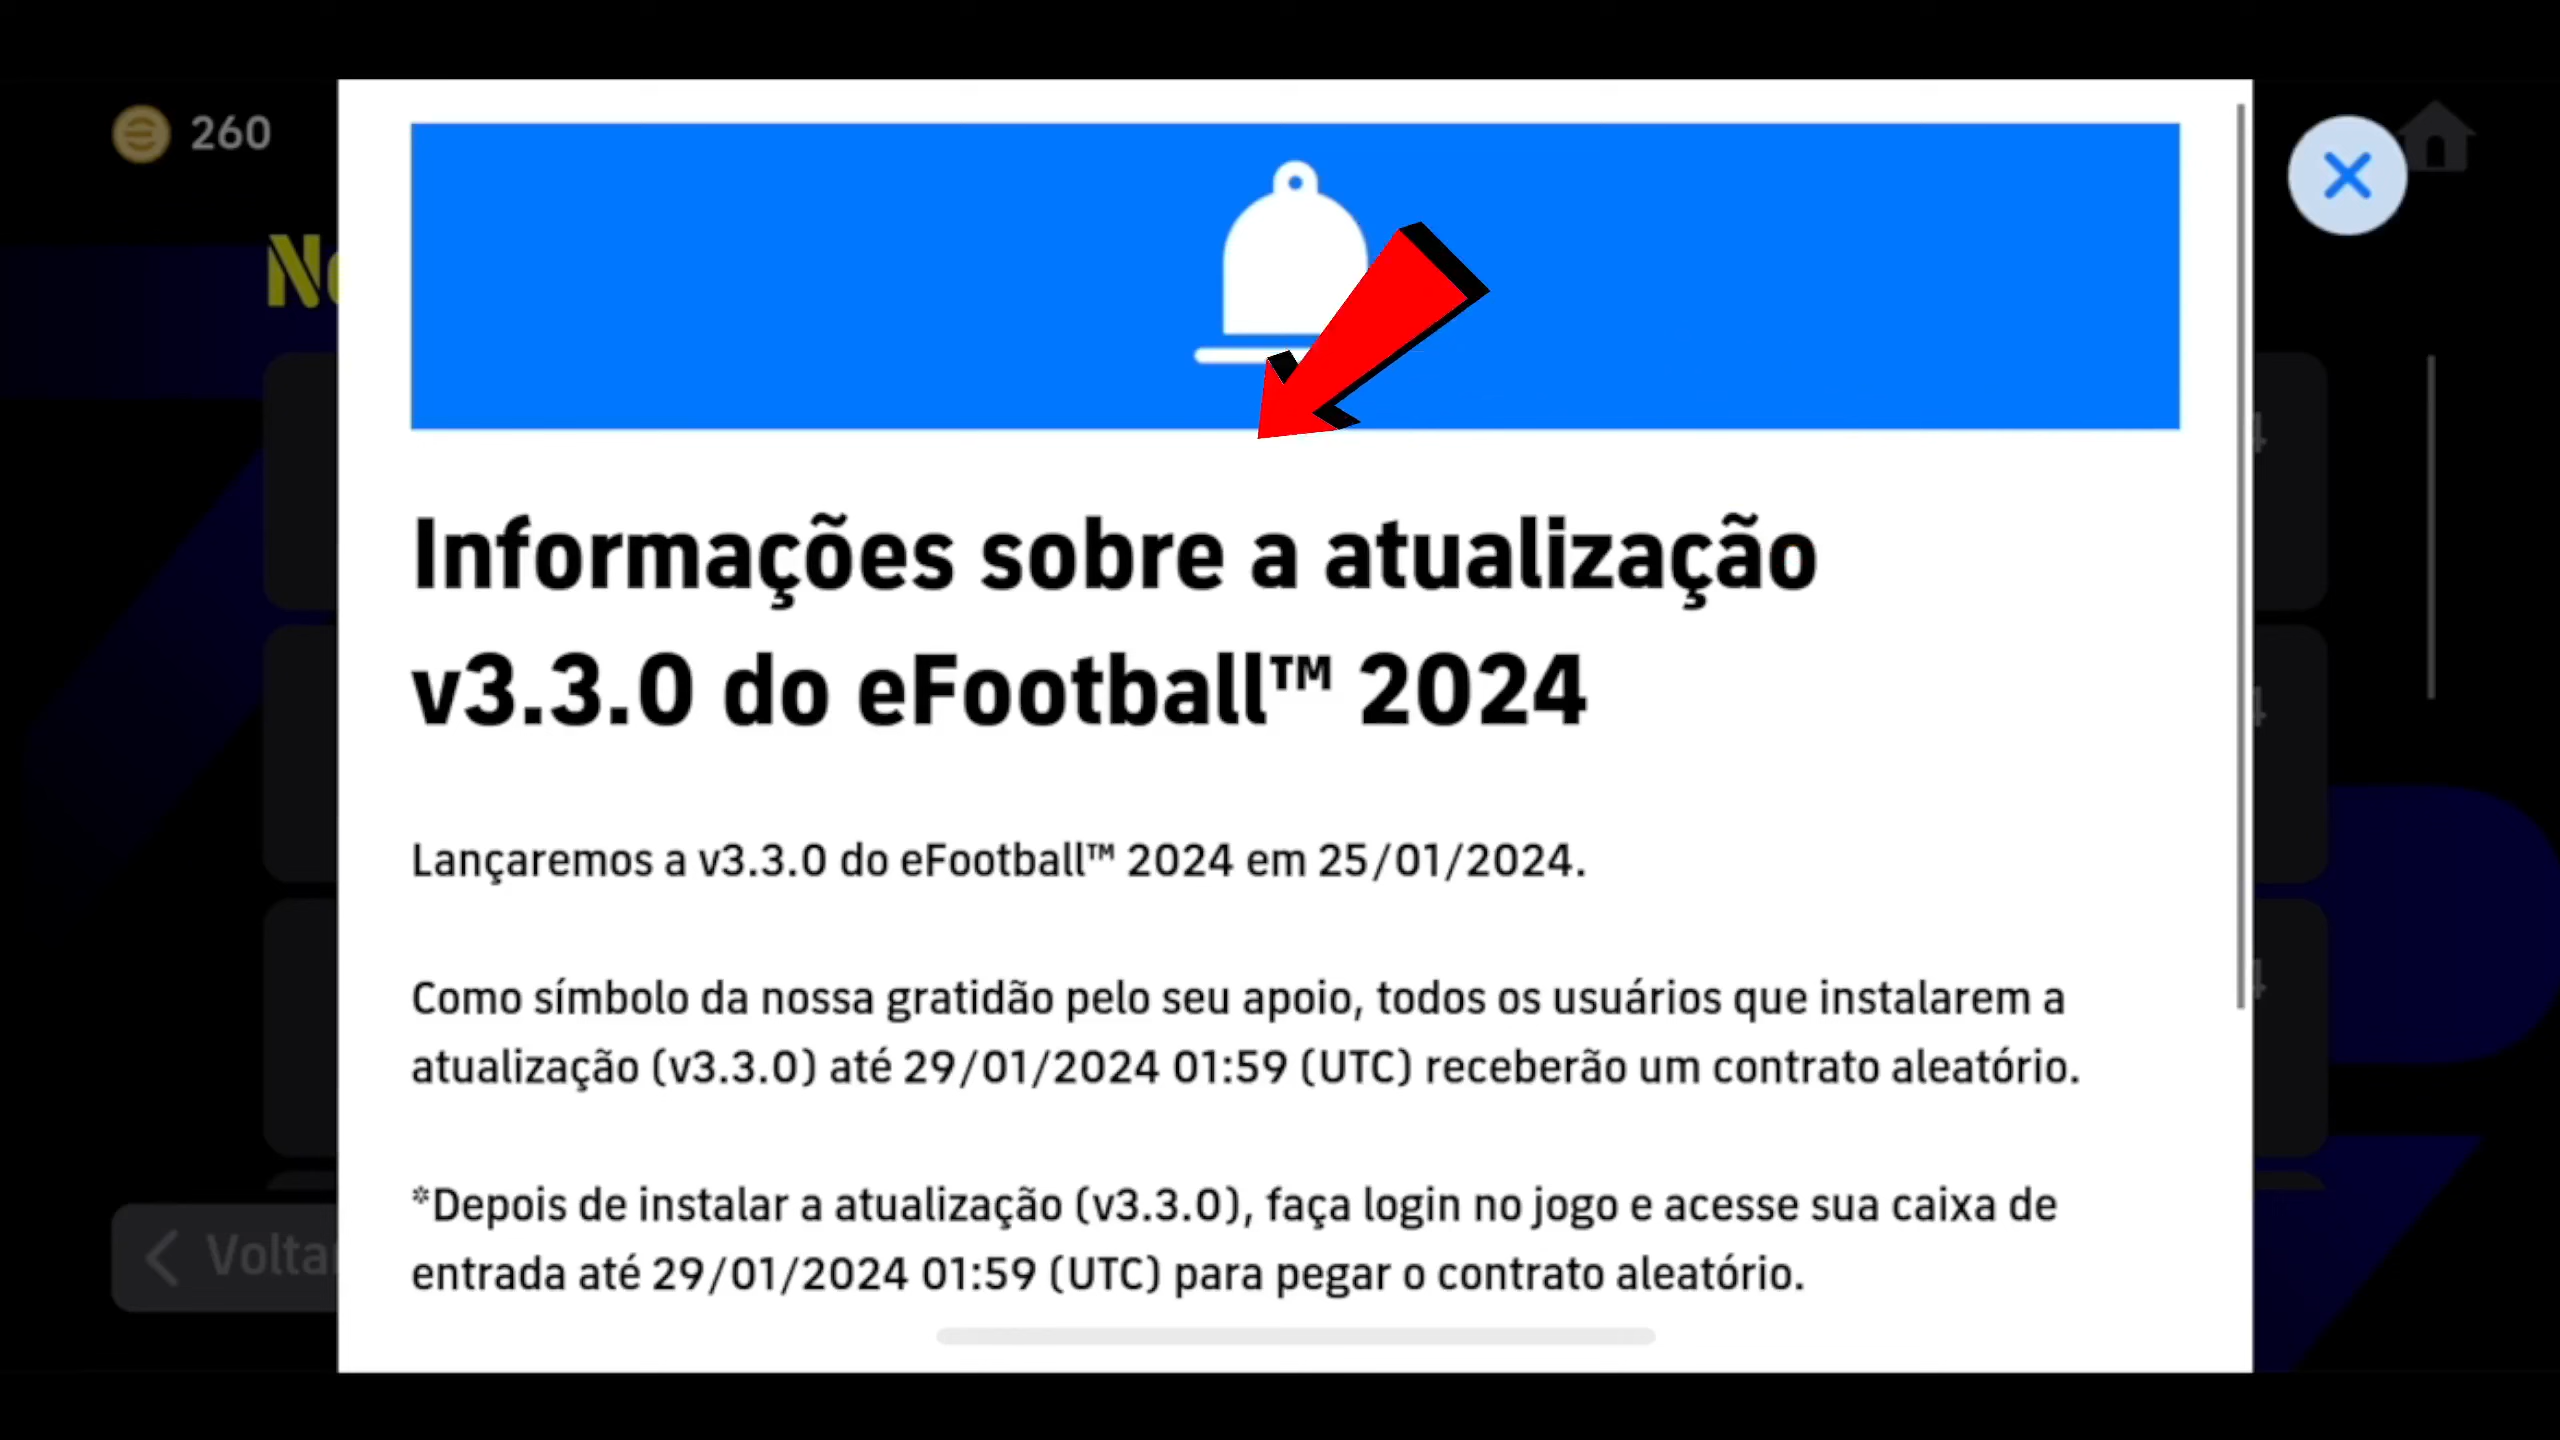 260
Informações sobre a atualização
v3.3.0 do eFootball™ 2024
Lançaremos a v3.3.0 do eFootball™ 2024 em 25/01/2024.
Como símbolo da nossa gratidão pelo seu apoio, todos os usuários que instalarem a
atualização (v3.3.0) até 29/01/2024 01:59 (UTC) receberão um contrato aleatório.
*Depois de instalar a atualização (v3.3.0), faça login no jogo e acesse sua caixa de
entrada até 29/01/2024 01:59 (UTC) para pegar o contrato aleatório.
Voltar